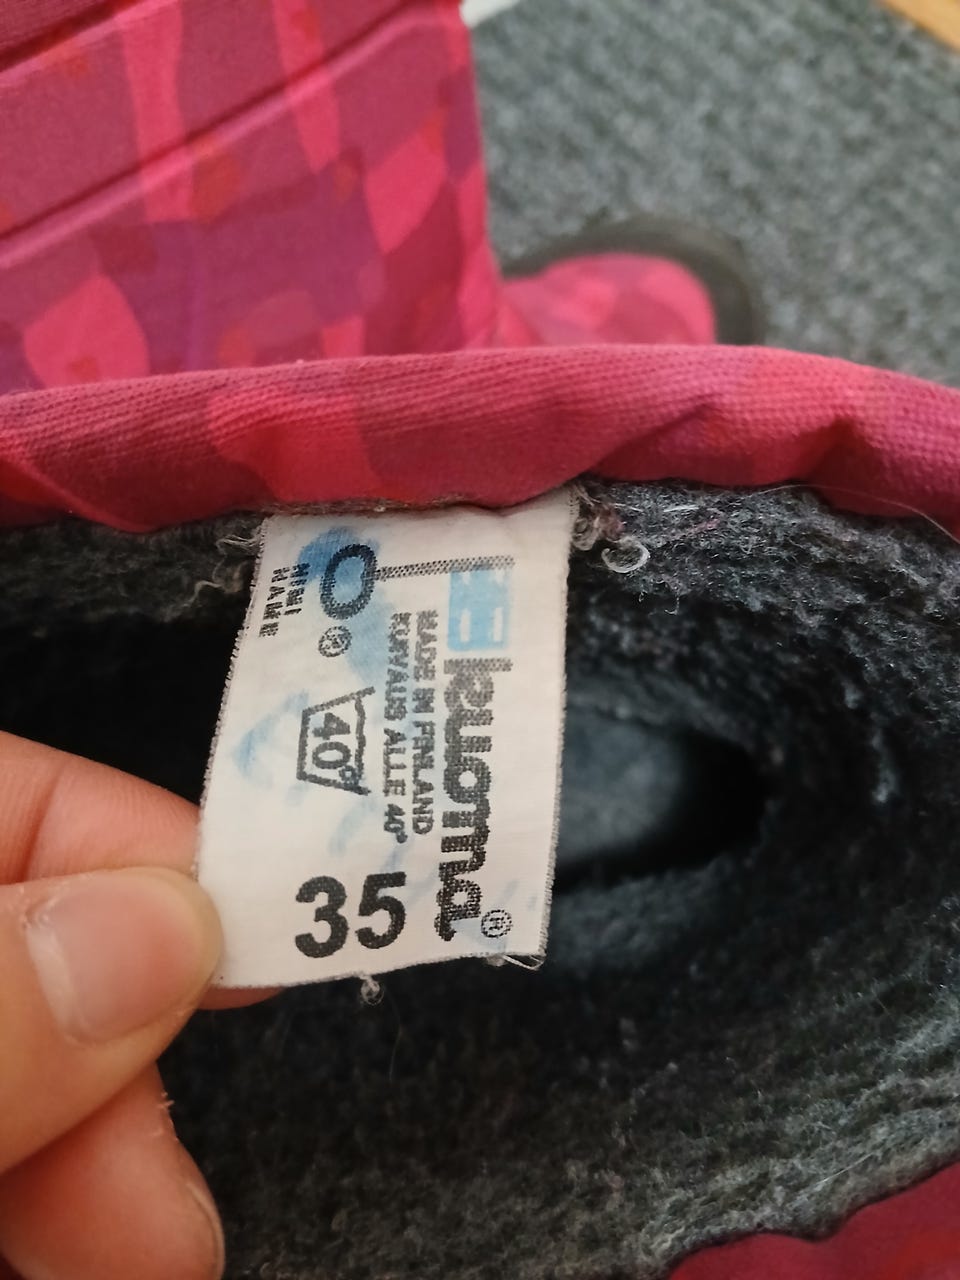 kuoma®
MADE IN FINLAND
KUIVAUS ALLE 40°
40°
®
NIMI
NAME
35